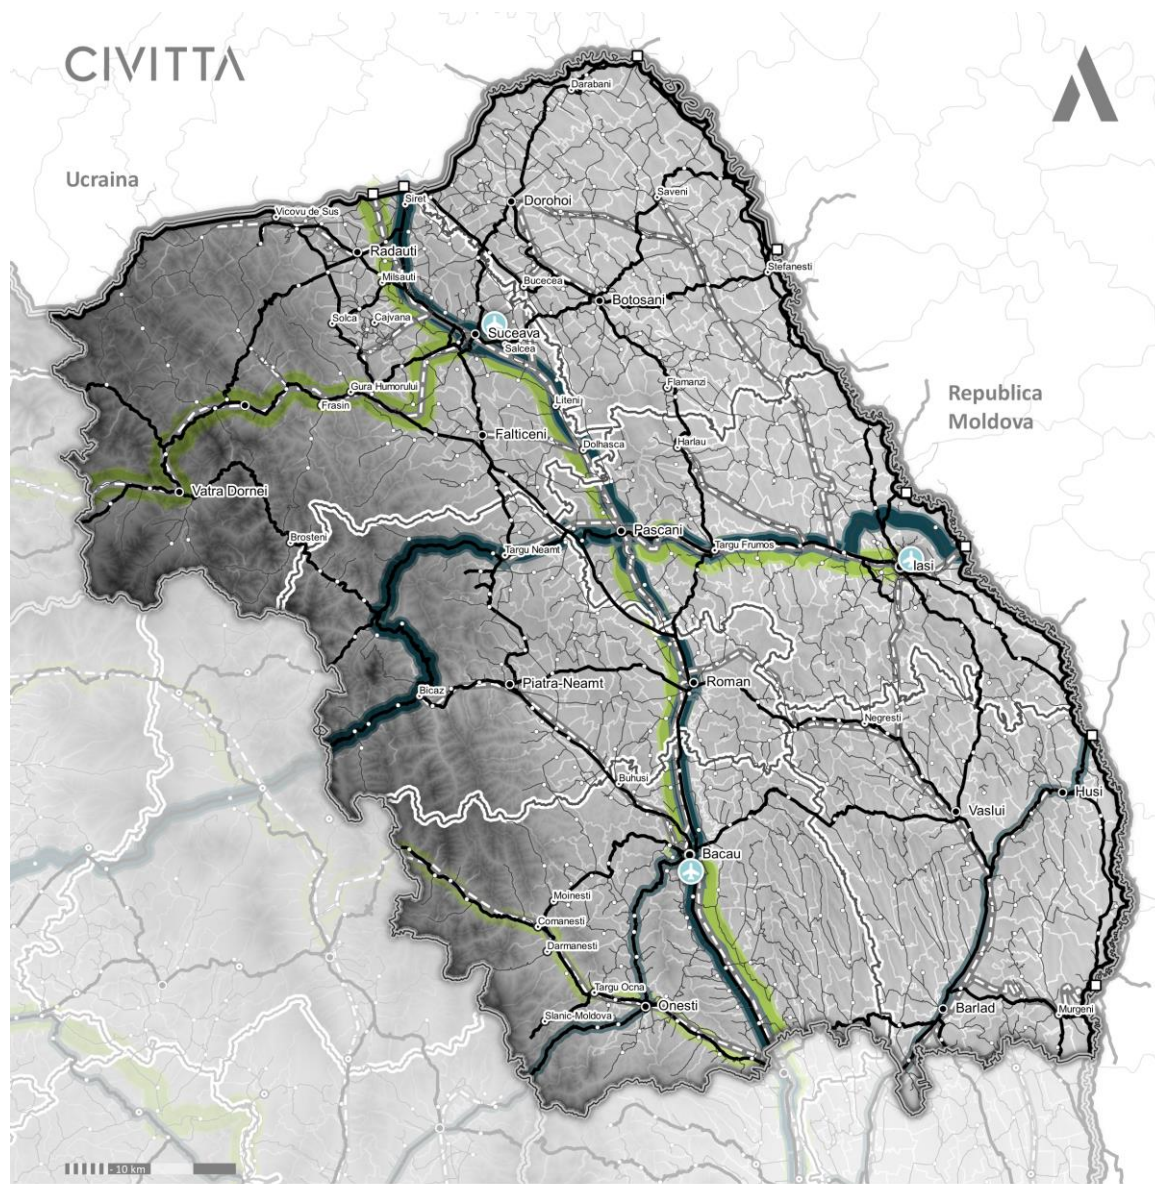 CIVITTA
Darabani
Ucraina
Siret
Dorohoi
Saveni
Vicovu de Sus
Radauti
Stefanesti
Milsauti
Bucecea
Botosani
Solca
Cajvana
Suceava
Salcea
Republica
Moldova
Gura Humorului
Flamanzi
Frasin
Liteni
Falticeni
Dolhasca
Harlau
Vatra Dornei
Brosteni
Pascani
Targu Neamt
Targu Frumos
Iasi
Bicaz
Piatra-Neamt
Roman
Negresti
Buhusi
Husi
Vaslui
Bacau
Moinesti
Comanesti
Darmanesti
Targu Ocna
Onesti
Slanic-Moldova
Barlad
Murgeni
10 km